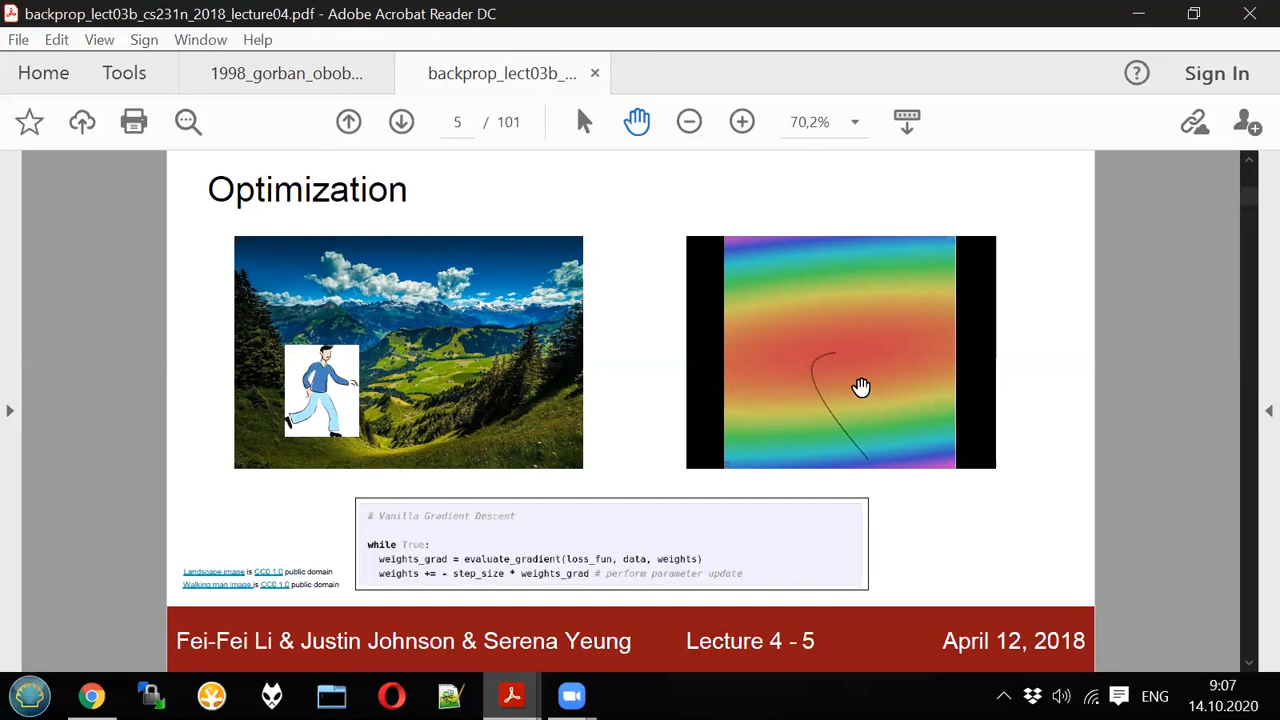 backprop_lect03b_cs231n_2018_lecture04.pdf - Adobe Acrobat Reader DC
File Edit View Sign Window Help
Home Tools 1998_gorban_obob... backprop_lect03b_... Sign In
5 / 101 70,2%
Optimization
# Vanilla Gradient Descent
while True:
weights_grad = evaluate_gradient(loss_fun, data, weights)
weights += - step_size * weights_grad # perform parameter update
Landscape image is CC0 1.0 public domain
Walking man image is CC0 1.0 public domain
Fei-Fei Li & Justin Johnson & Serena Yeung Lecture 4 - 5 April 12, 2018
ENG
9:07
14.10.2020